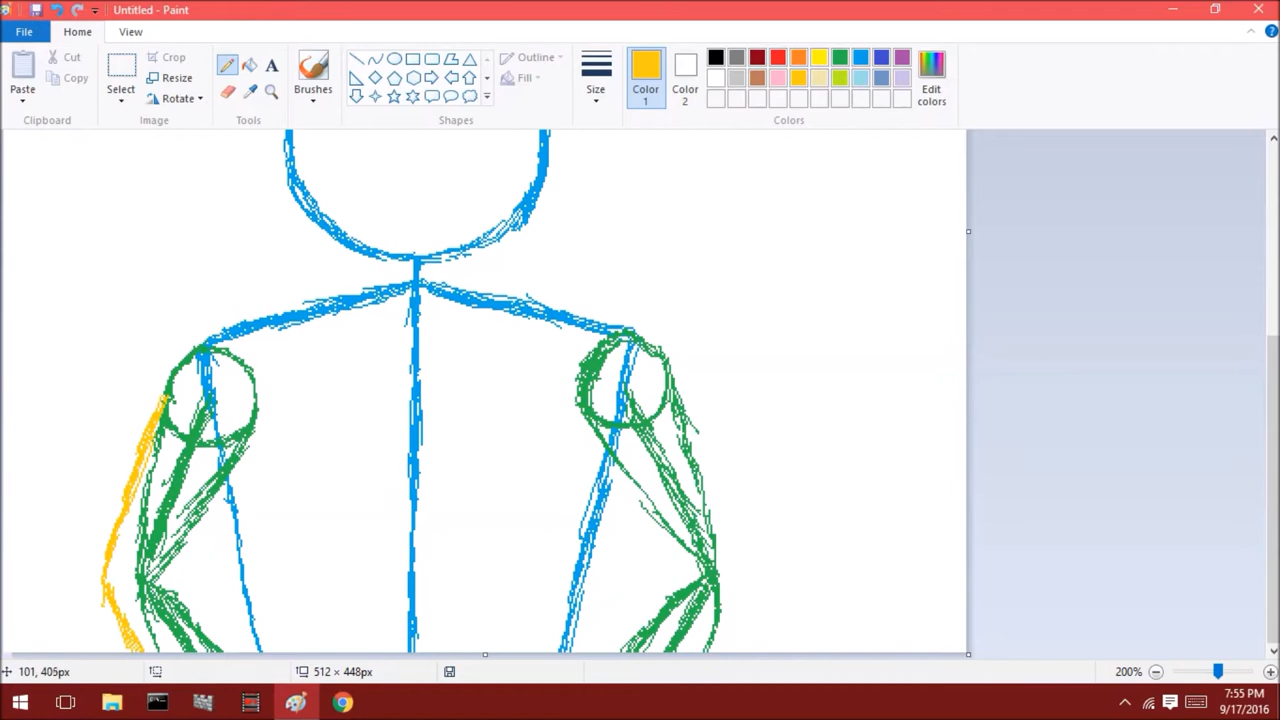 Untitled - Paint
File Home View
Paste
Cut
Copy
Clipboard
Select
Crop
Resize
Rotate
Image
A
Tools
Brushes
Outline
Fill
Shapes
Size
Color 1
Color 2
Edit colors
Colors
101, 405px
512 × 448px
200%
7:55 PM
9/17/2016